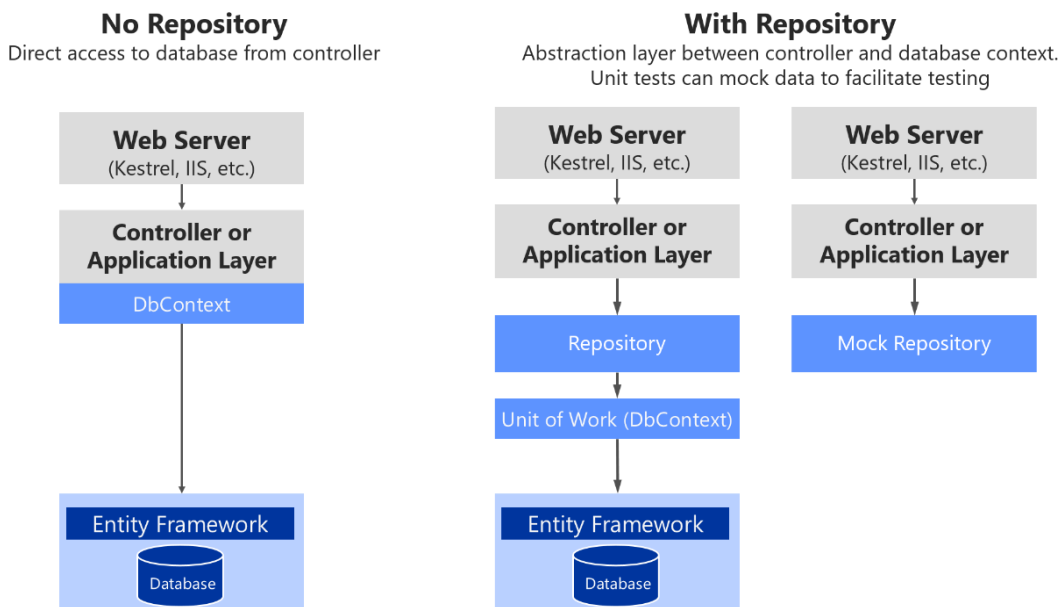 No Repository
Direct access to database from controller
Web Server
(Kestrel, IIS, etc.)
Controller or
Application Layer
DbContext
Entity Framework
Database
With Repository
Abstraction layer between controller and database context.
Unit tests can mock data to facilitate testing
Web Server
(Kestrel, IIS, etc.)
Controller or
Application Layer
Repository
Unit of Work (DbContext)
Entity Framework
Database
Web Server
(Kestrel, IIS, etc.)
Controller or
Application Layer
Mock Repository